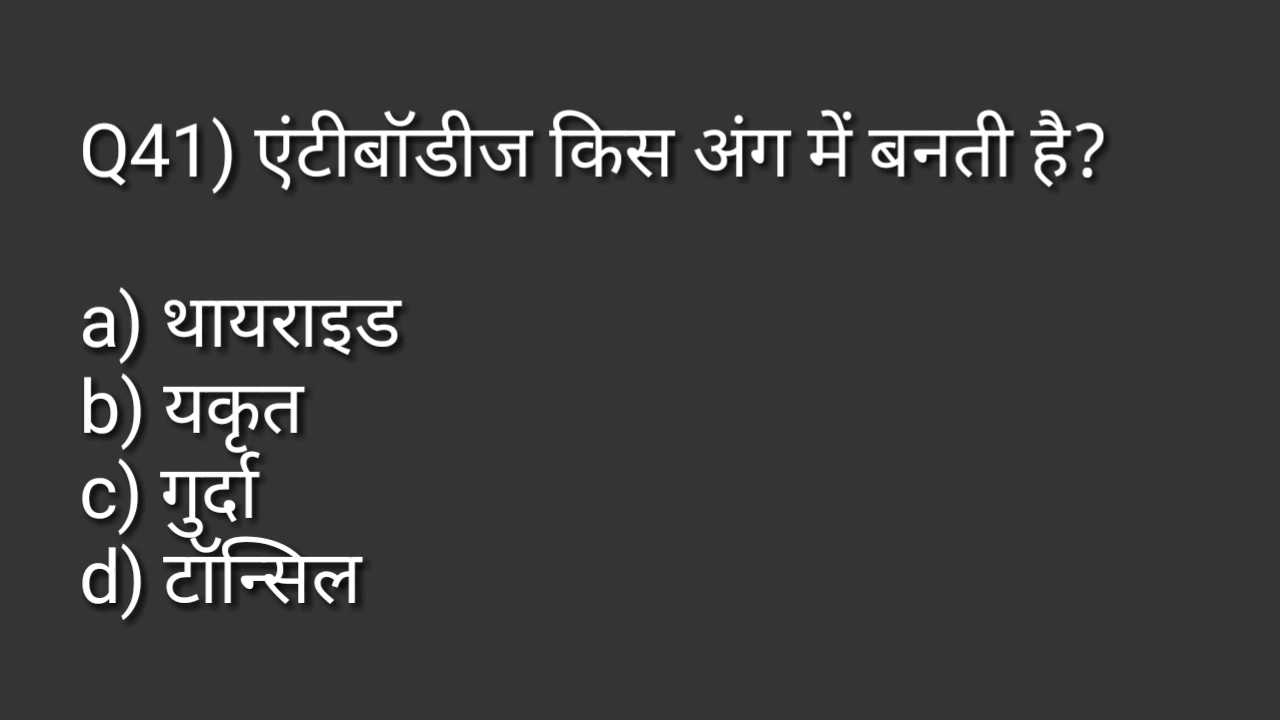 Q41) एंटीबॉडीज किस अंग में बनती है?
a) थायराइड
b) यकृत
c) गुर्दा
d) टॉन्सिल